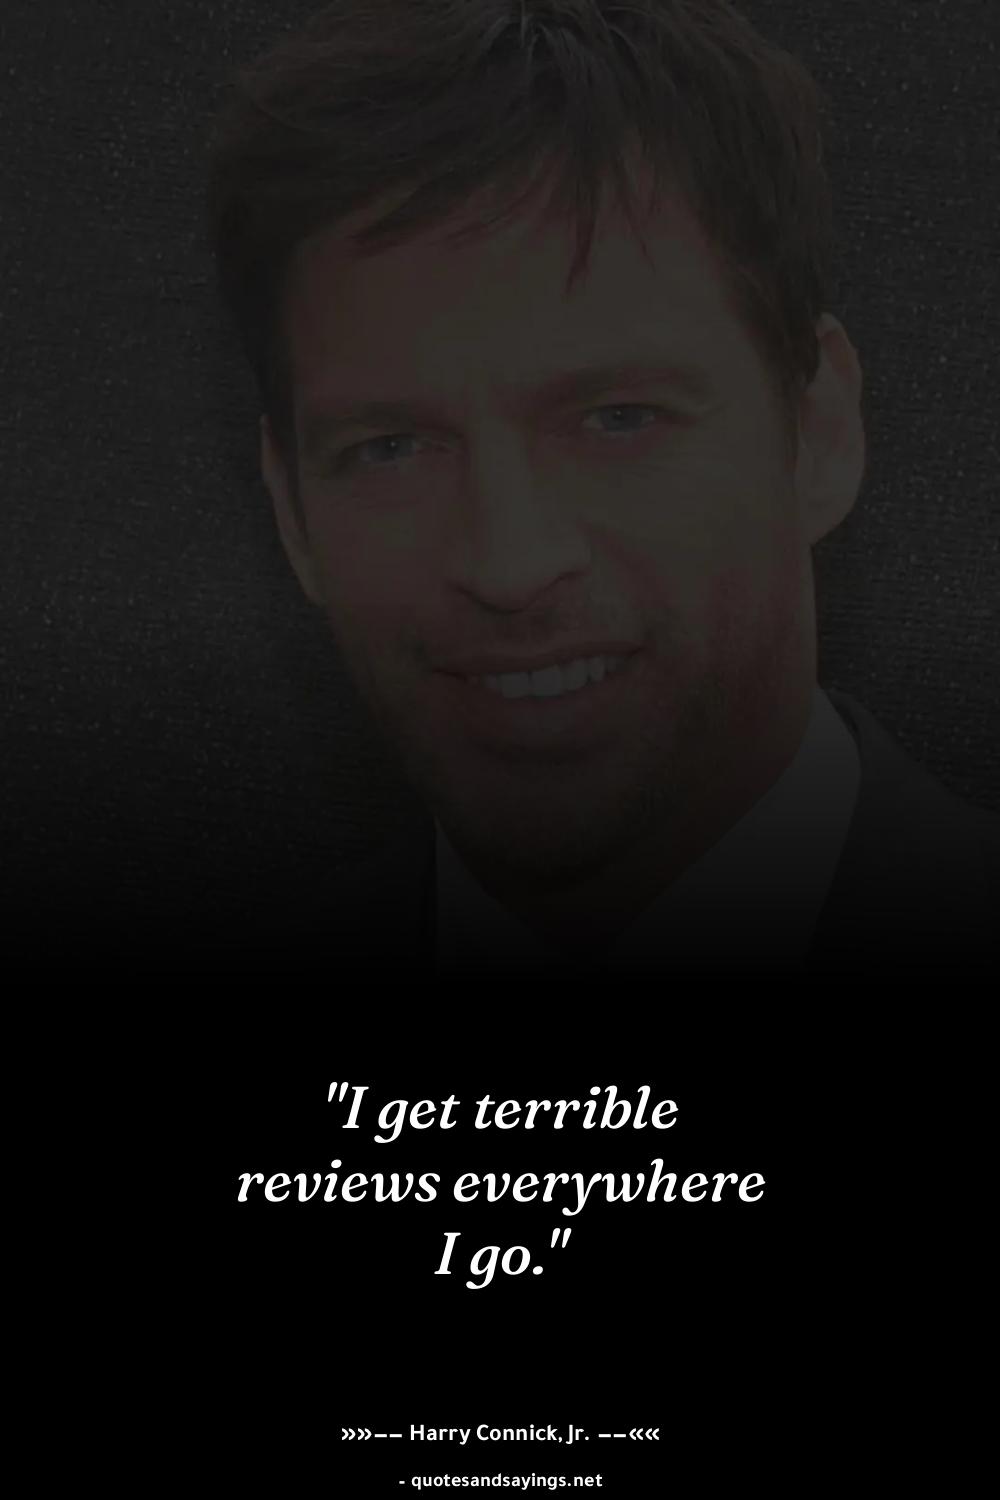 "I get terrible
reviews everywhere
I go."
»»−− Harry Connick, Jr. −−««
- quotesandsayings.net